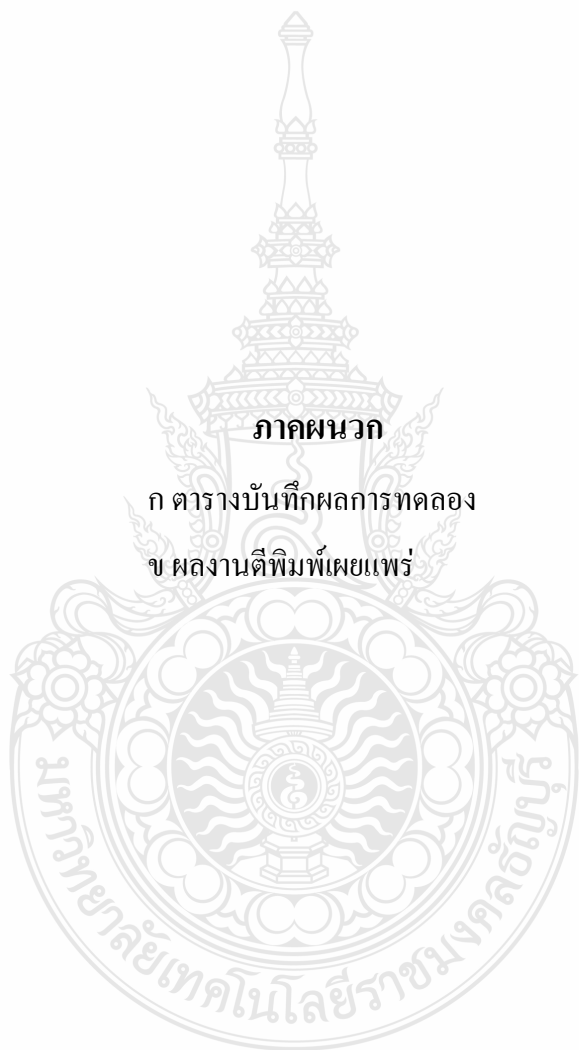 ภาคผนวก
ก ตารางบันทึกผลการทดลอง
ข ผลงานตีพิมพ์เผยแพร่
มหาวิทยาลัยเทคโนโลยีราชมงคลธัญบุรี